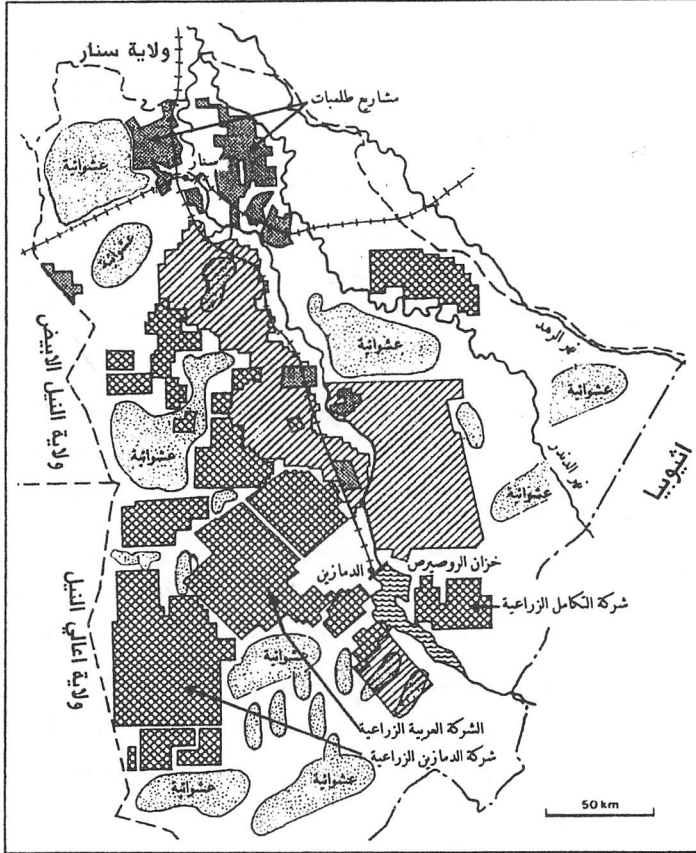 ولاية سنار
مشاريع طلمبات
عشوائية
سنار
عشوائية
ولاية النيل الابيض
عشوائية
نهر الرهد
عشوائية
اثيوبيا
عشوائية
نهر الدندر
عشوائية
خزان الروصيرص
الدمازين
شركة التكامل الزراعية
ولاية اعالي النيل
عشوائية
الشركة العربية الزراعية
شركة الدمازين الزراعية
عشوائية
عشوائية
50 km